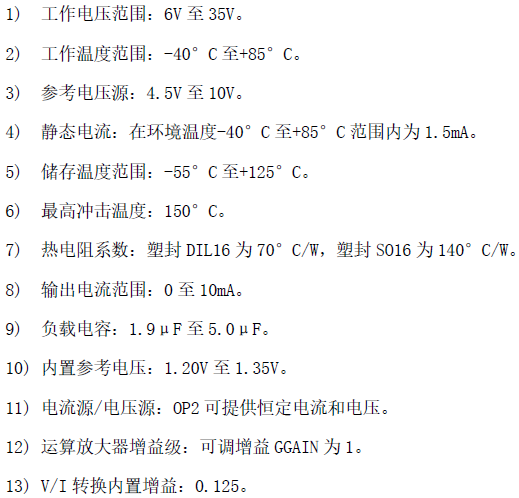 1) 工作电压范围：6V 至 35V。
2) 工作温度范围：-40°C 至+85°C。
3) 参考电压源：4.5V 至 10V。
4) 静态电流：在环境温度-40°C 至+85°C 范围内为 1.5mA。
5) 储存温度范围：-55°C 至+125°C。
6) 最高冲击温度：150°C。
7) 热电阻系数：塑封 DIL16 为 70°C/W，塑封 SO16 为 140°C/W。
8) 输出电流范围：0 至 10mA。
9) 负载电容：1.9μF 至 5.0μF。
10) 内置参考电压：1.20V 至 1.35V。
11) 电流源/电压源：OP2 可提供恒定电流和电压。
12) 运算放大器增益级：可调增益 GGAIN 为 1。
13) V/I 转换内置增益：0.125。